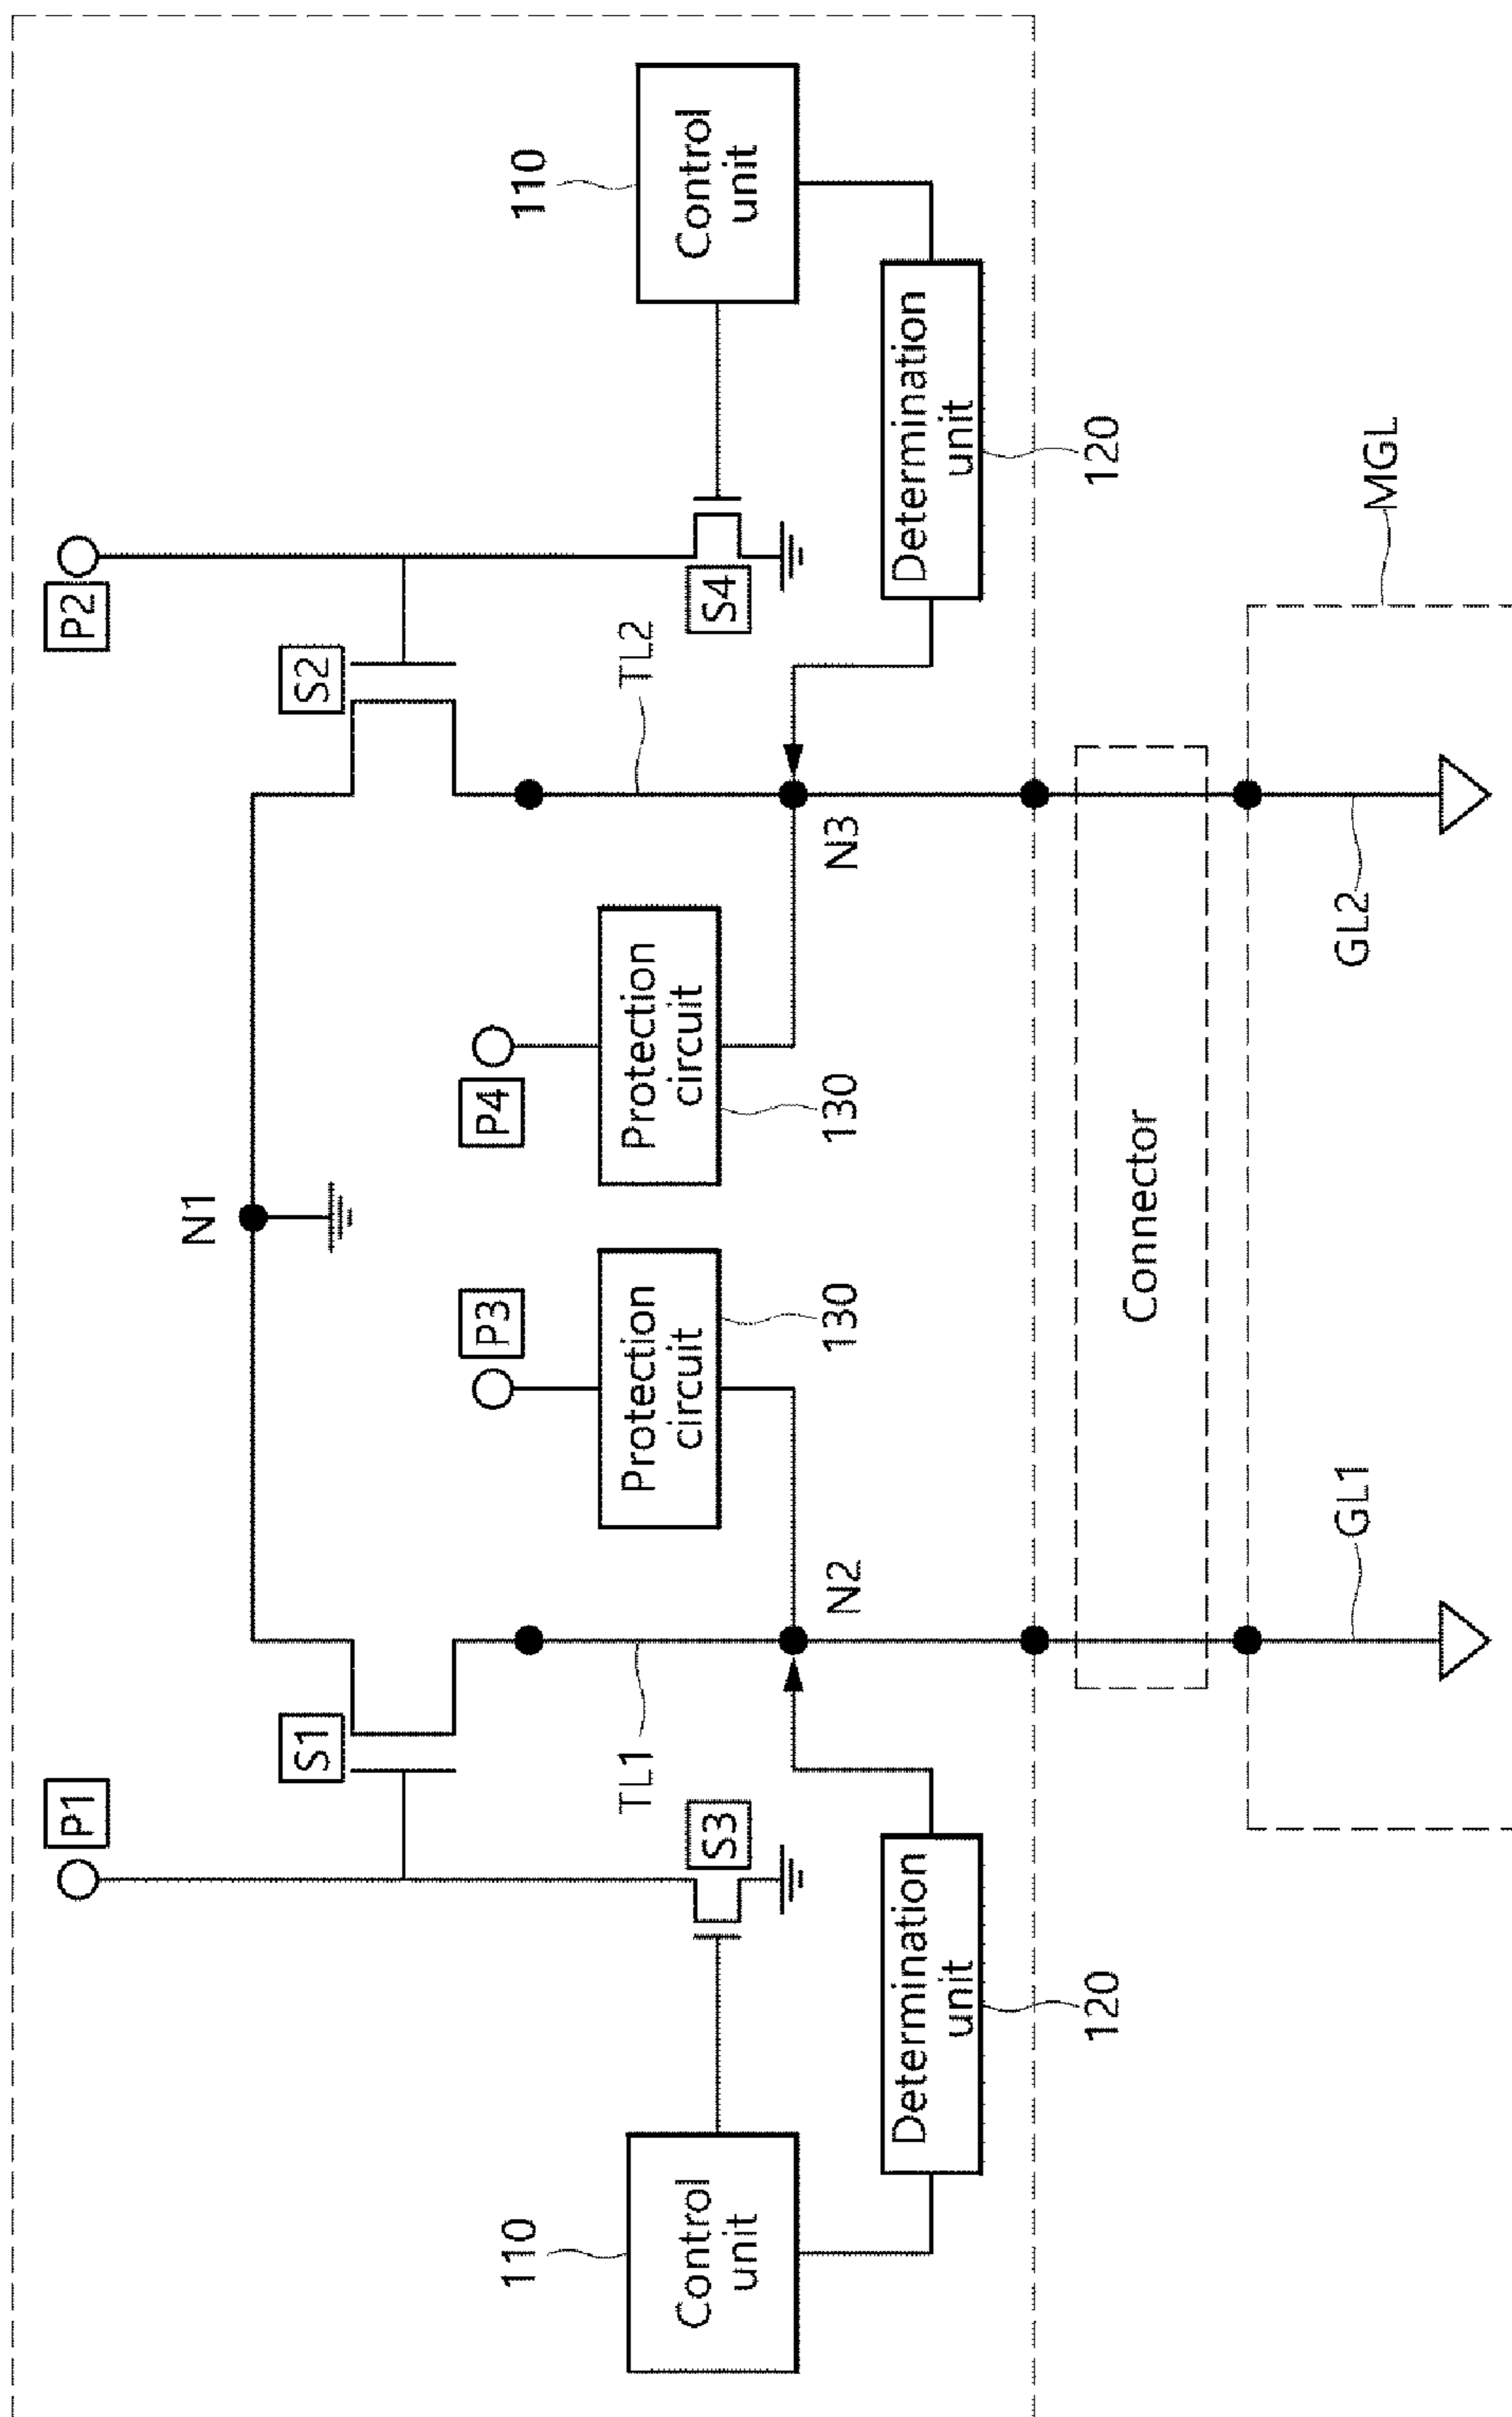 P1
P2
N1
S1
S2
P3
P4
110
TL1
TL2
110
Control
unit
S3
Protection
circuit
Protection
circuit
S4
Control
unit
N2
130
130
N3
Determination
unit
Determination
unit
120
120
Connector
GL1
GL2
MGL